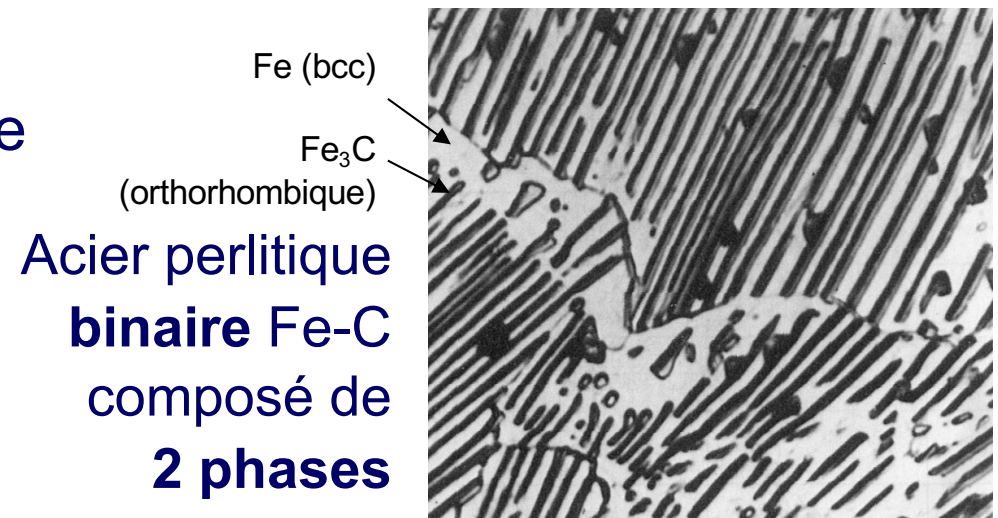 Fe (bcc)
e
Fe₃C
(orthorhombique)
Acier perlitique
binaire Fe-C
composé de
2 phases